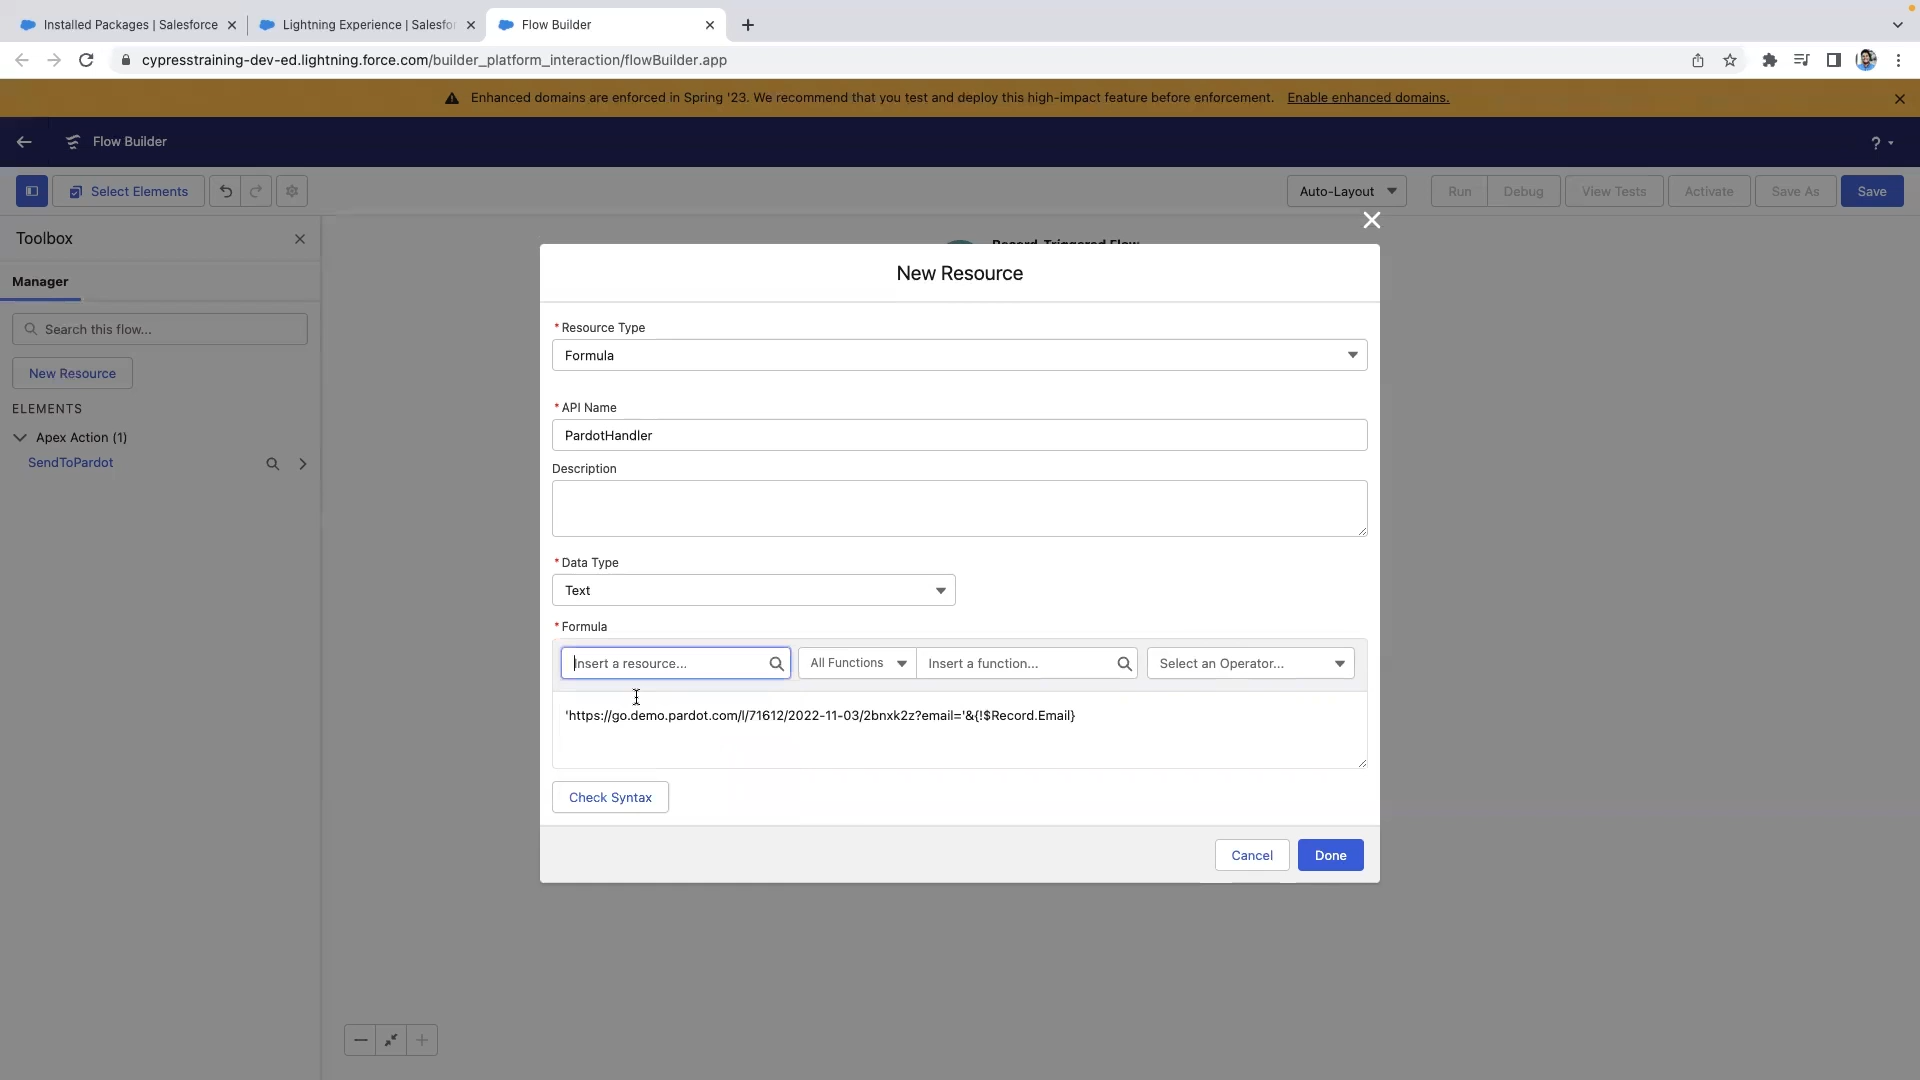 Installed Packages | Salesforce
Lightning Experience | Salesfor
Flow Builder
cypresstraining-dev-ed.lightning.force.com/builder_platform_interaction/flowBuilder.app
Enhanced domains are enforced in Spring '23. We recommend that you test and deploy this high-impact feature before enforcement. Enable enhanced domains.
Flow Builder
?
Select Elements
Auto-Layout
Run
Debug
View Tests
Activate
Save As
Save
Toolbox
Manager
Search this flow...
New Resource
ELEMENTS
Apex Action (1)
SendToPardot
Record-Triggered Flow
New Resource
* Resource Type
Formula
* API Name
PardotHandler
Description
* Data Type
Text
* Formula
Insert a resource...
All Functions
Insert a function...
Select an Operator...
'https://go.demo.pardot.com/l/71612/2022-11-03/2bnxk2z?email='&{!$Record.Email}
Check Syntax
Cancel
Done